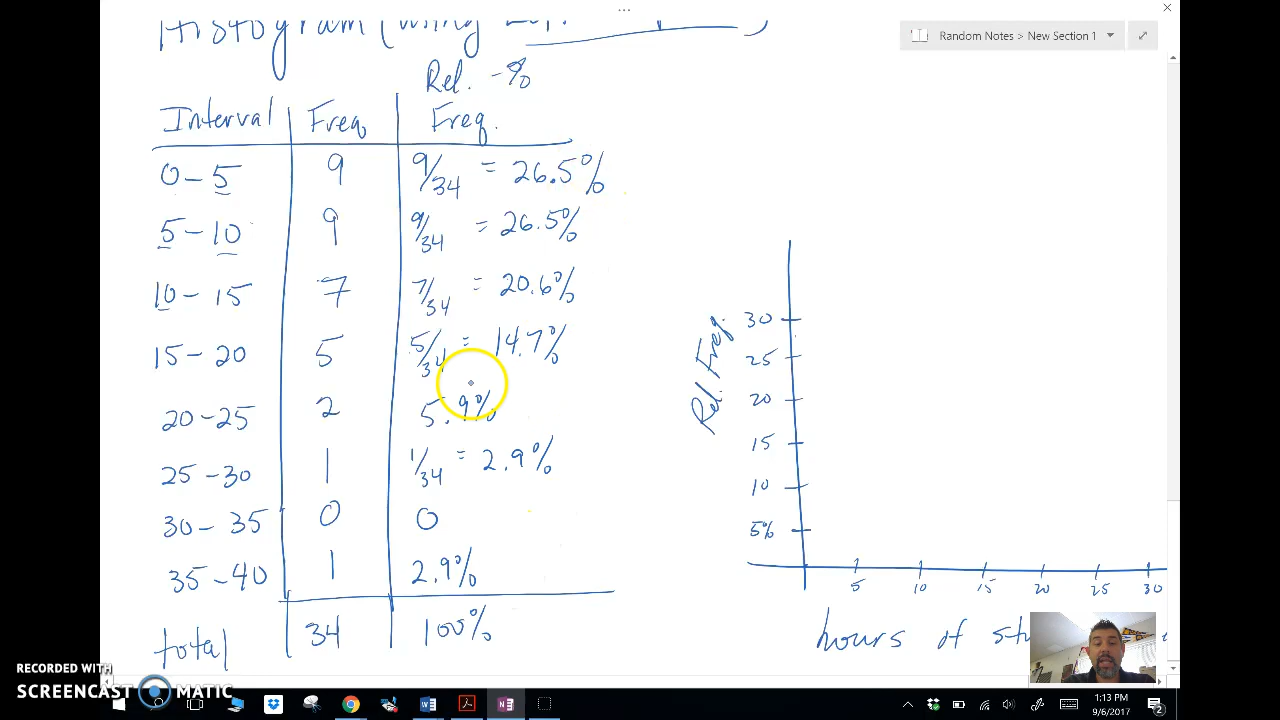 Histogram (using
Random Notes > New Section 1
Rel. -%
Interval Freq. Freq.
0-5 9 9/34 = 26.5%
5-10 9 9/34 = 26.5%
10-15 7 7/34 = 20.6%
15-20 5 5/34 = 14.7%
20-25 2 5.9%
25-30 1 1/34 = 2.9%
30-35 0 0
35-40 1 2.9%
total 34 100%
Rel. Freq.
30
25
20
15
10
5%
5 10 15 20 25 30
hours of
RECORDED WITH
SCREENCAST MATIC
1:13 PM
9/6/2017
2